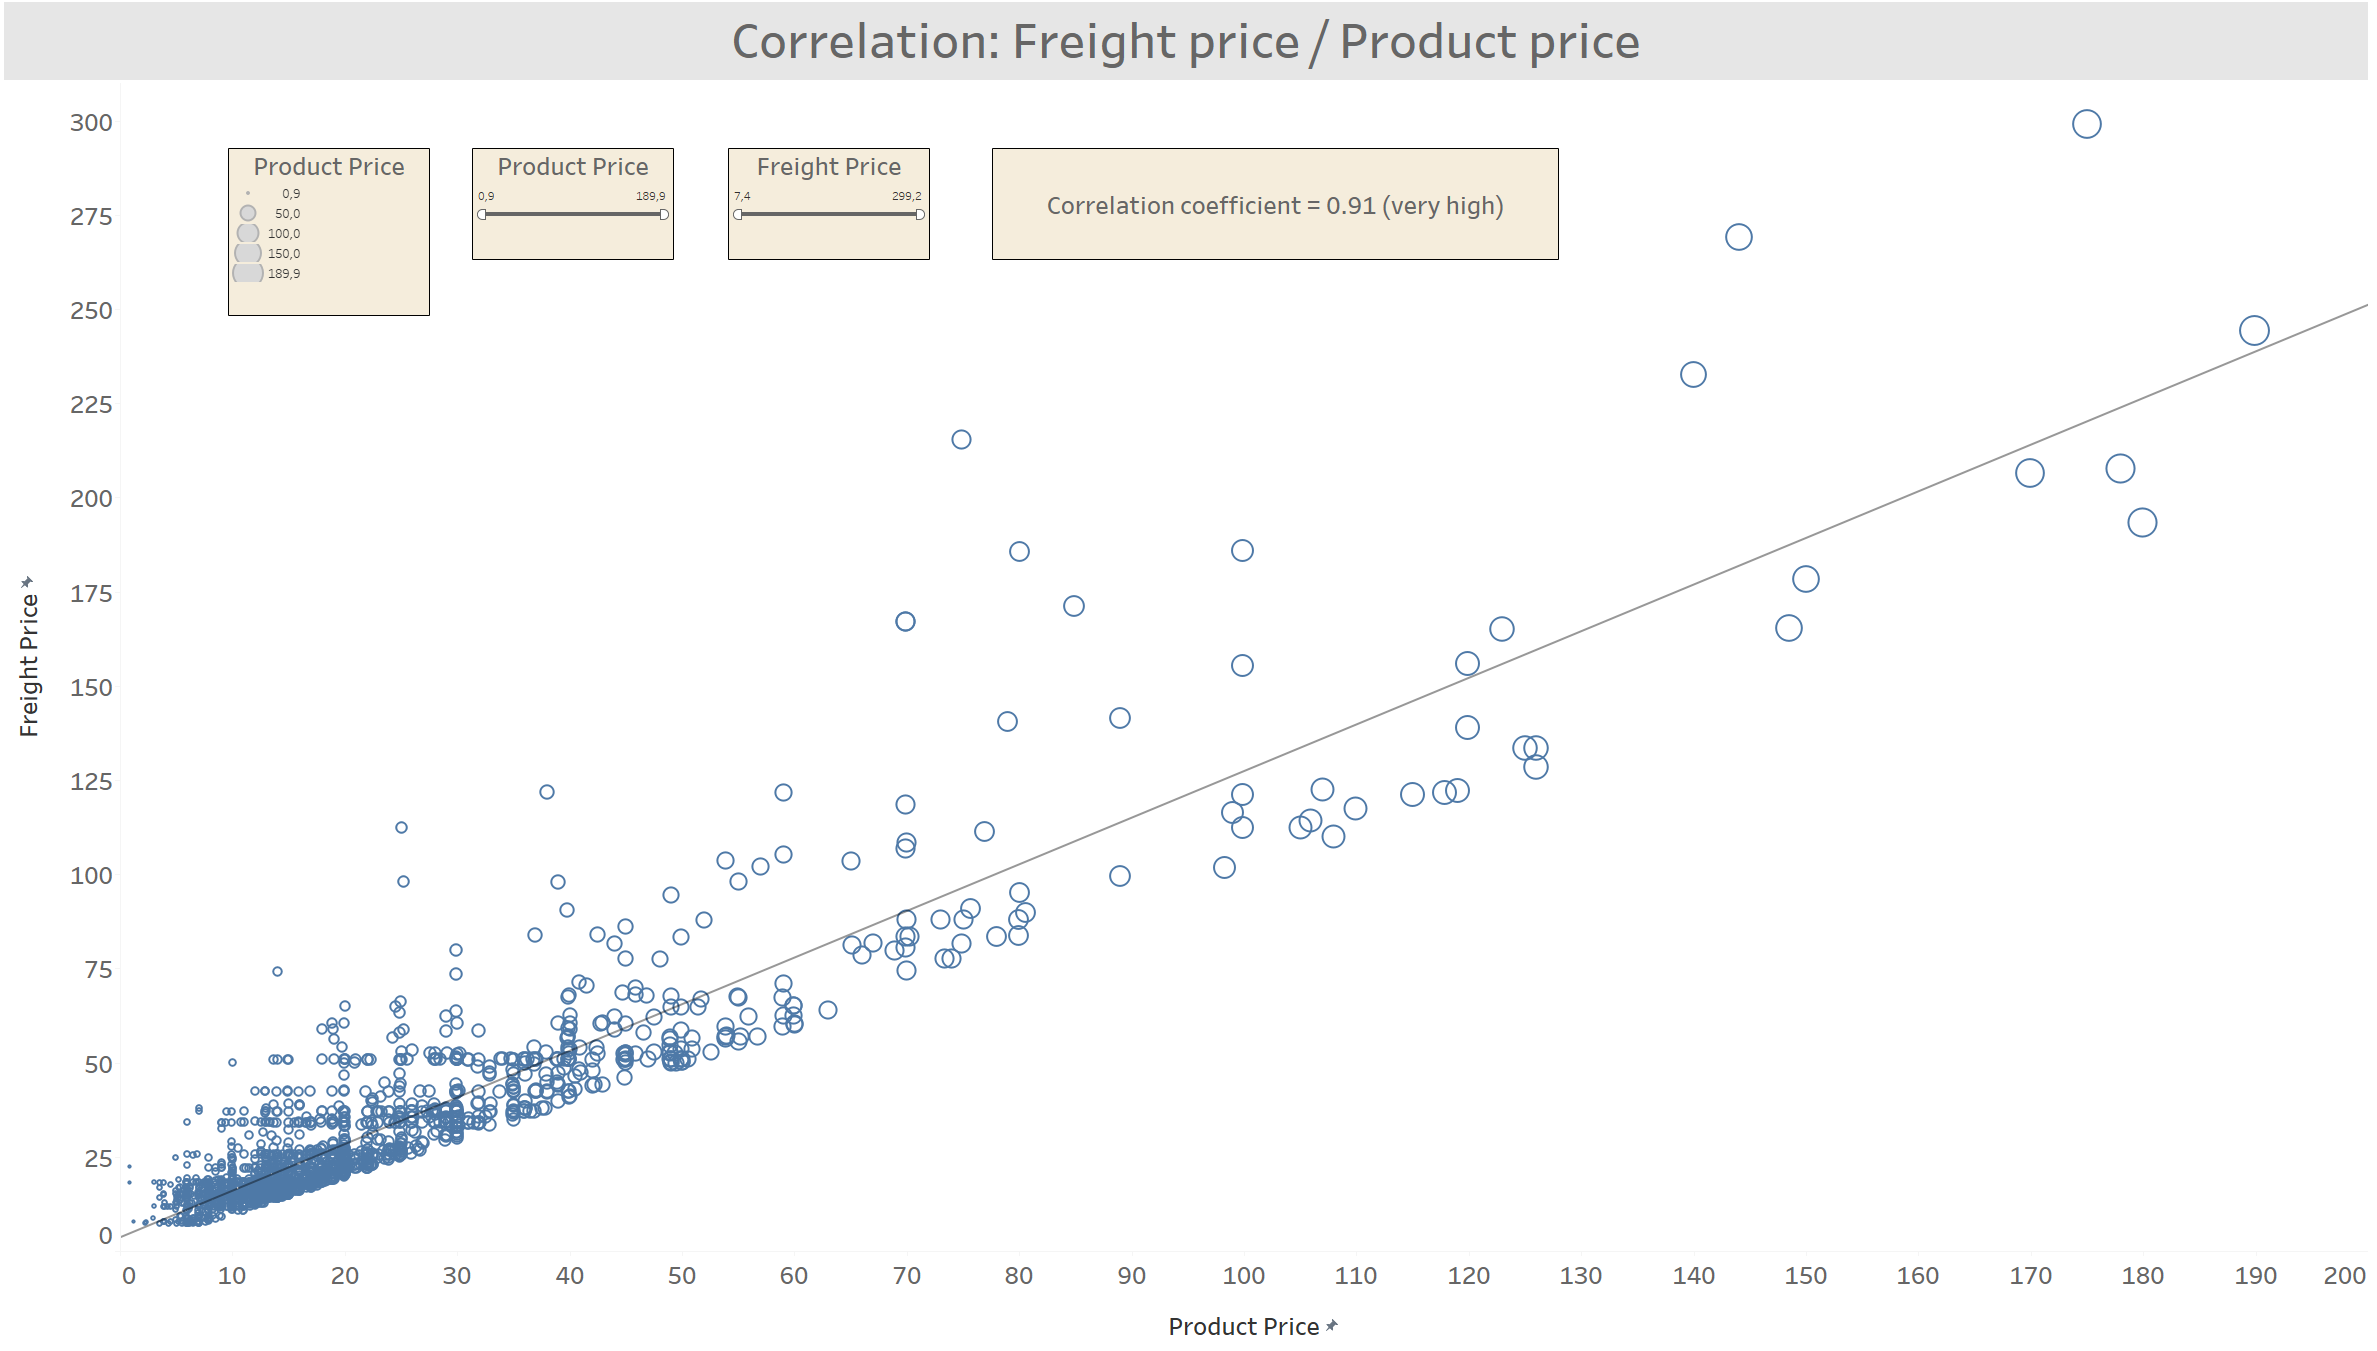 Correlation: Freight price / Product price
300
275
250
225
200
175
150
125
100
75
50
25
0
Freight Price
Product Price
0,9
50,0
100,0
150,0
189,9
Product Price
0,9 189,9
Freight Price
7,4 299,2
Correlation coefficient = 0.91 (very high)
0 10 20 30 40 50 60 70 80 90 100 110 120 130 140 150 160 170 180 190 200
Product Price